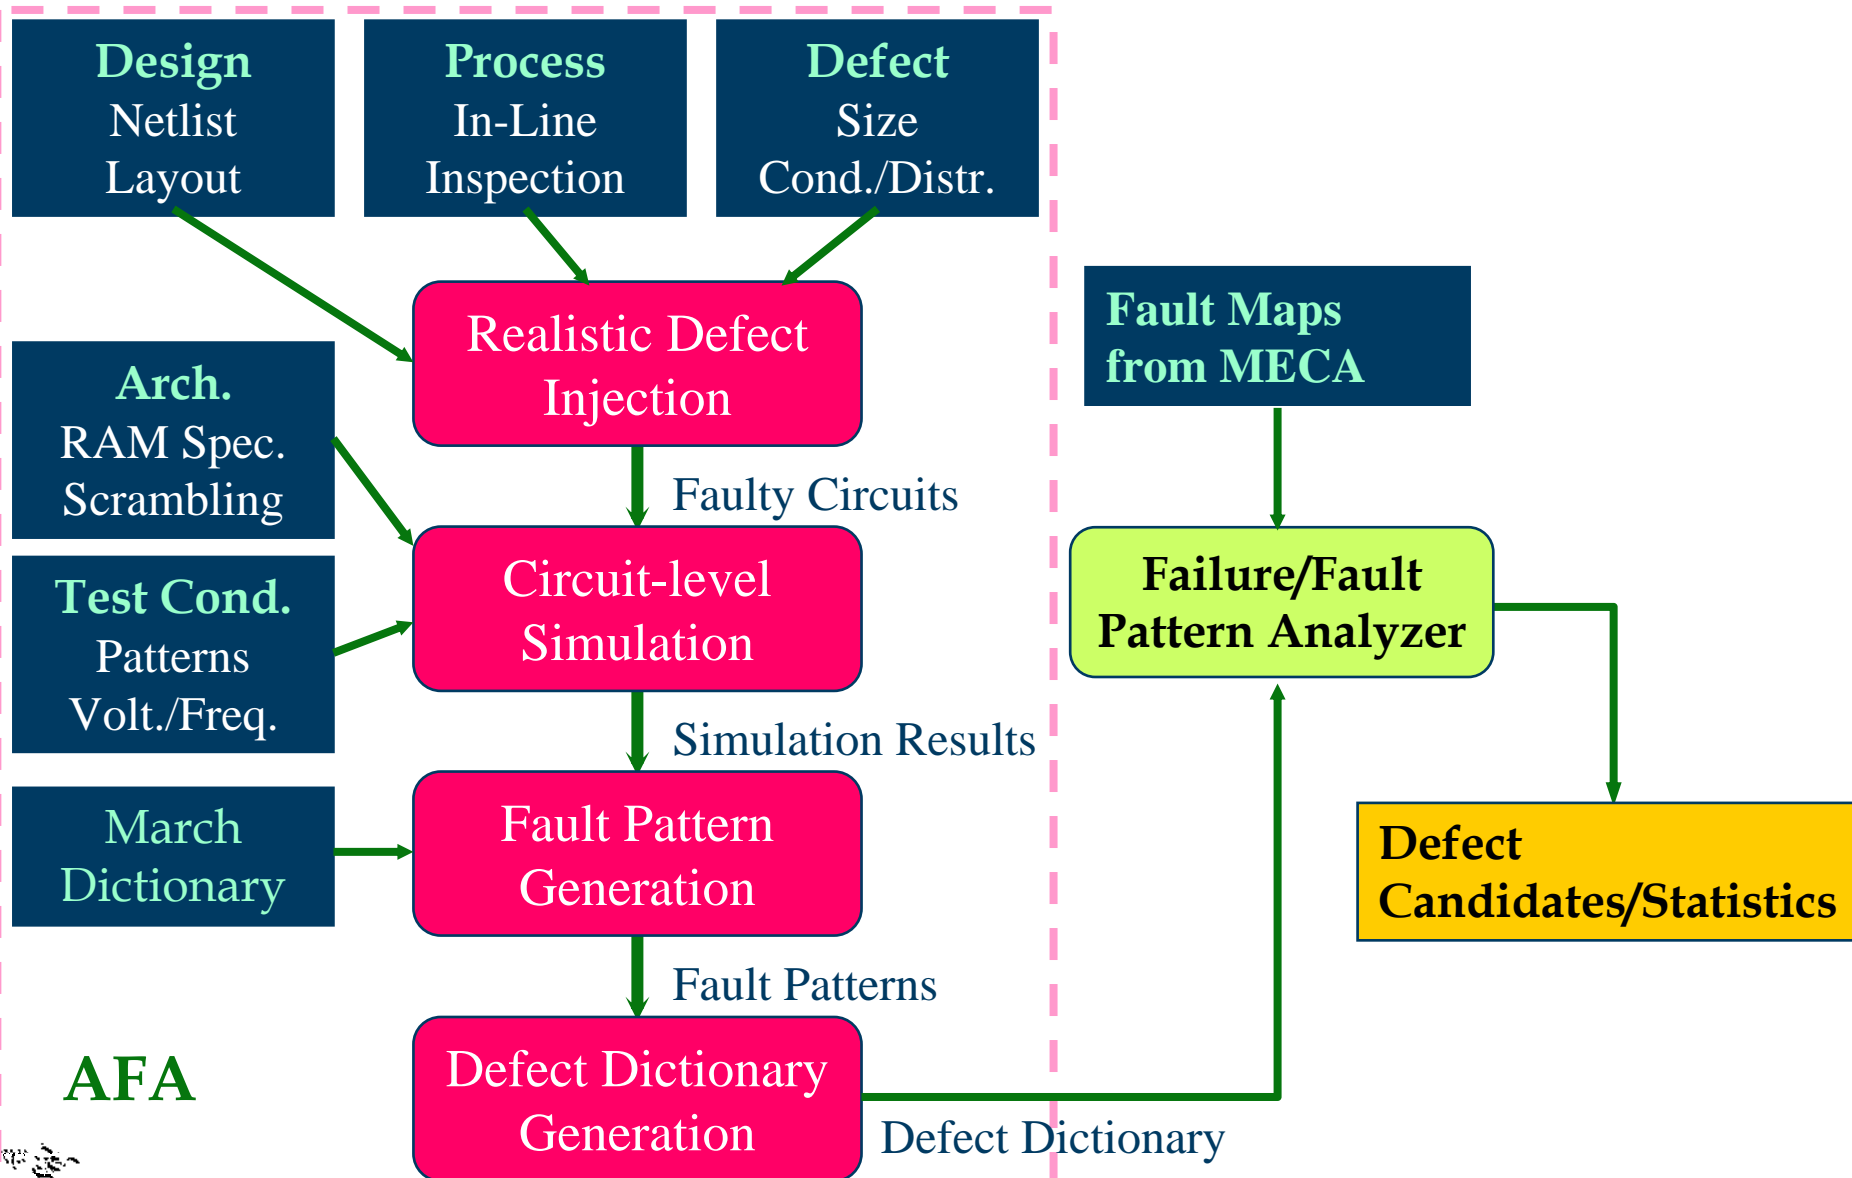 Design
Netlist
Layout
Process
In-Line
Inspection
Defect
Size
Cond./Distr.
Realistic Defect
Injection
Fault Maps
from MECA
Arch.
RAM Spec.
Scrambling
Faulty Circuits
Circuit-level
Simulation
Failure/Fault
Pattern Analyzer
Test Cond.
Patterns
Volt./Freq.
Simulation Results
March
Dictionary
Fault Pattern
Generation
Defect
Candidates/Statistics
Fault Patterns
AFA
Defect Dictionary
Generation
Defect Dictionary